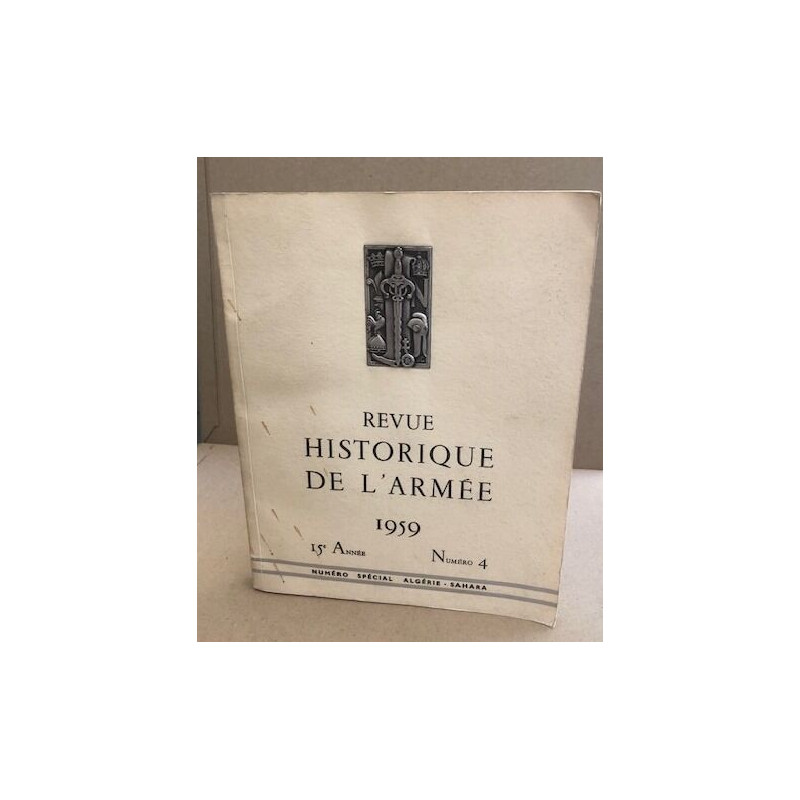 REVUE
HISTORIQUE
DE L'ARMÉE
1959
15e ANNÉE NUMÉRO 4
NUMÉRO SPÉCIAL ALGÉRIE - SAHARA